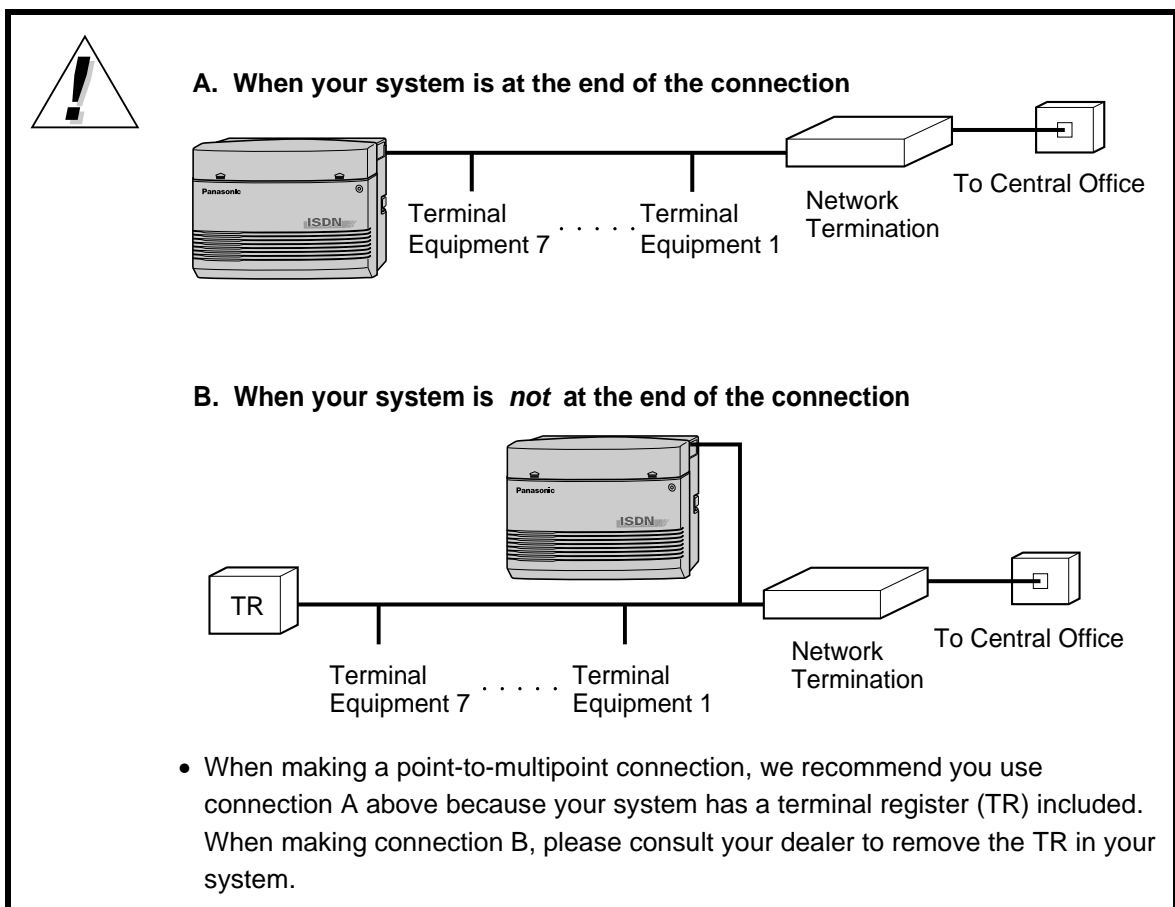 A. When your system is at the end of the connection
Panasonic
ISDN
Terminal
Equipment 7
. . . . .
Terminal
Equipment 1
Network
Termination
To Central Office
B. When your system is not at the end of the connection
Panasonic
ISDN
TR
Terminal
Equipment 7
. . . . .
Terminal
Equipment 1
Network
Termination
To Central Office
• When making a point-to-multipoint connection, we recommend you use
connection A above because your system has a terminal register (TR) included.
When making connection B, please consult your dealer to remove the TR in your
system.